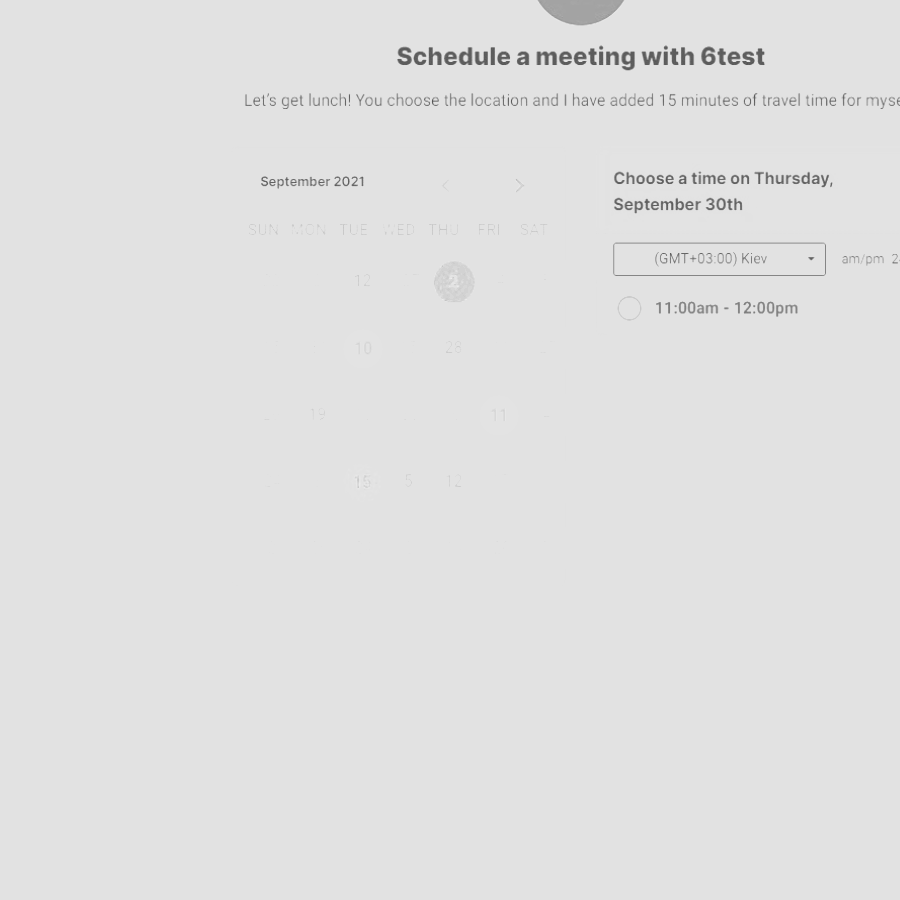 Schedule a meeting with 6test
Let's get lunch! You choose the location and I have added 15 minutes of travel time for myse
September 2021
SUN MON TUE WED THU FRI SAT
12 2
10 28
19 11
15 5 12
Choose a time on Thursday,
September 30th
(GMT+03:00) Kiev am/pm 2
11:00am - 12:00pm